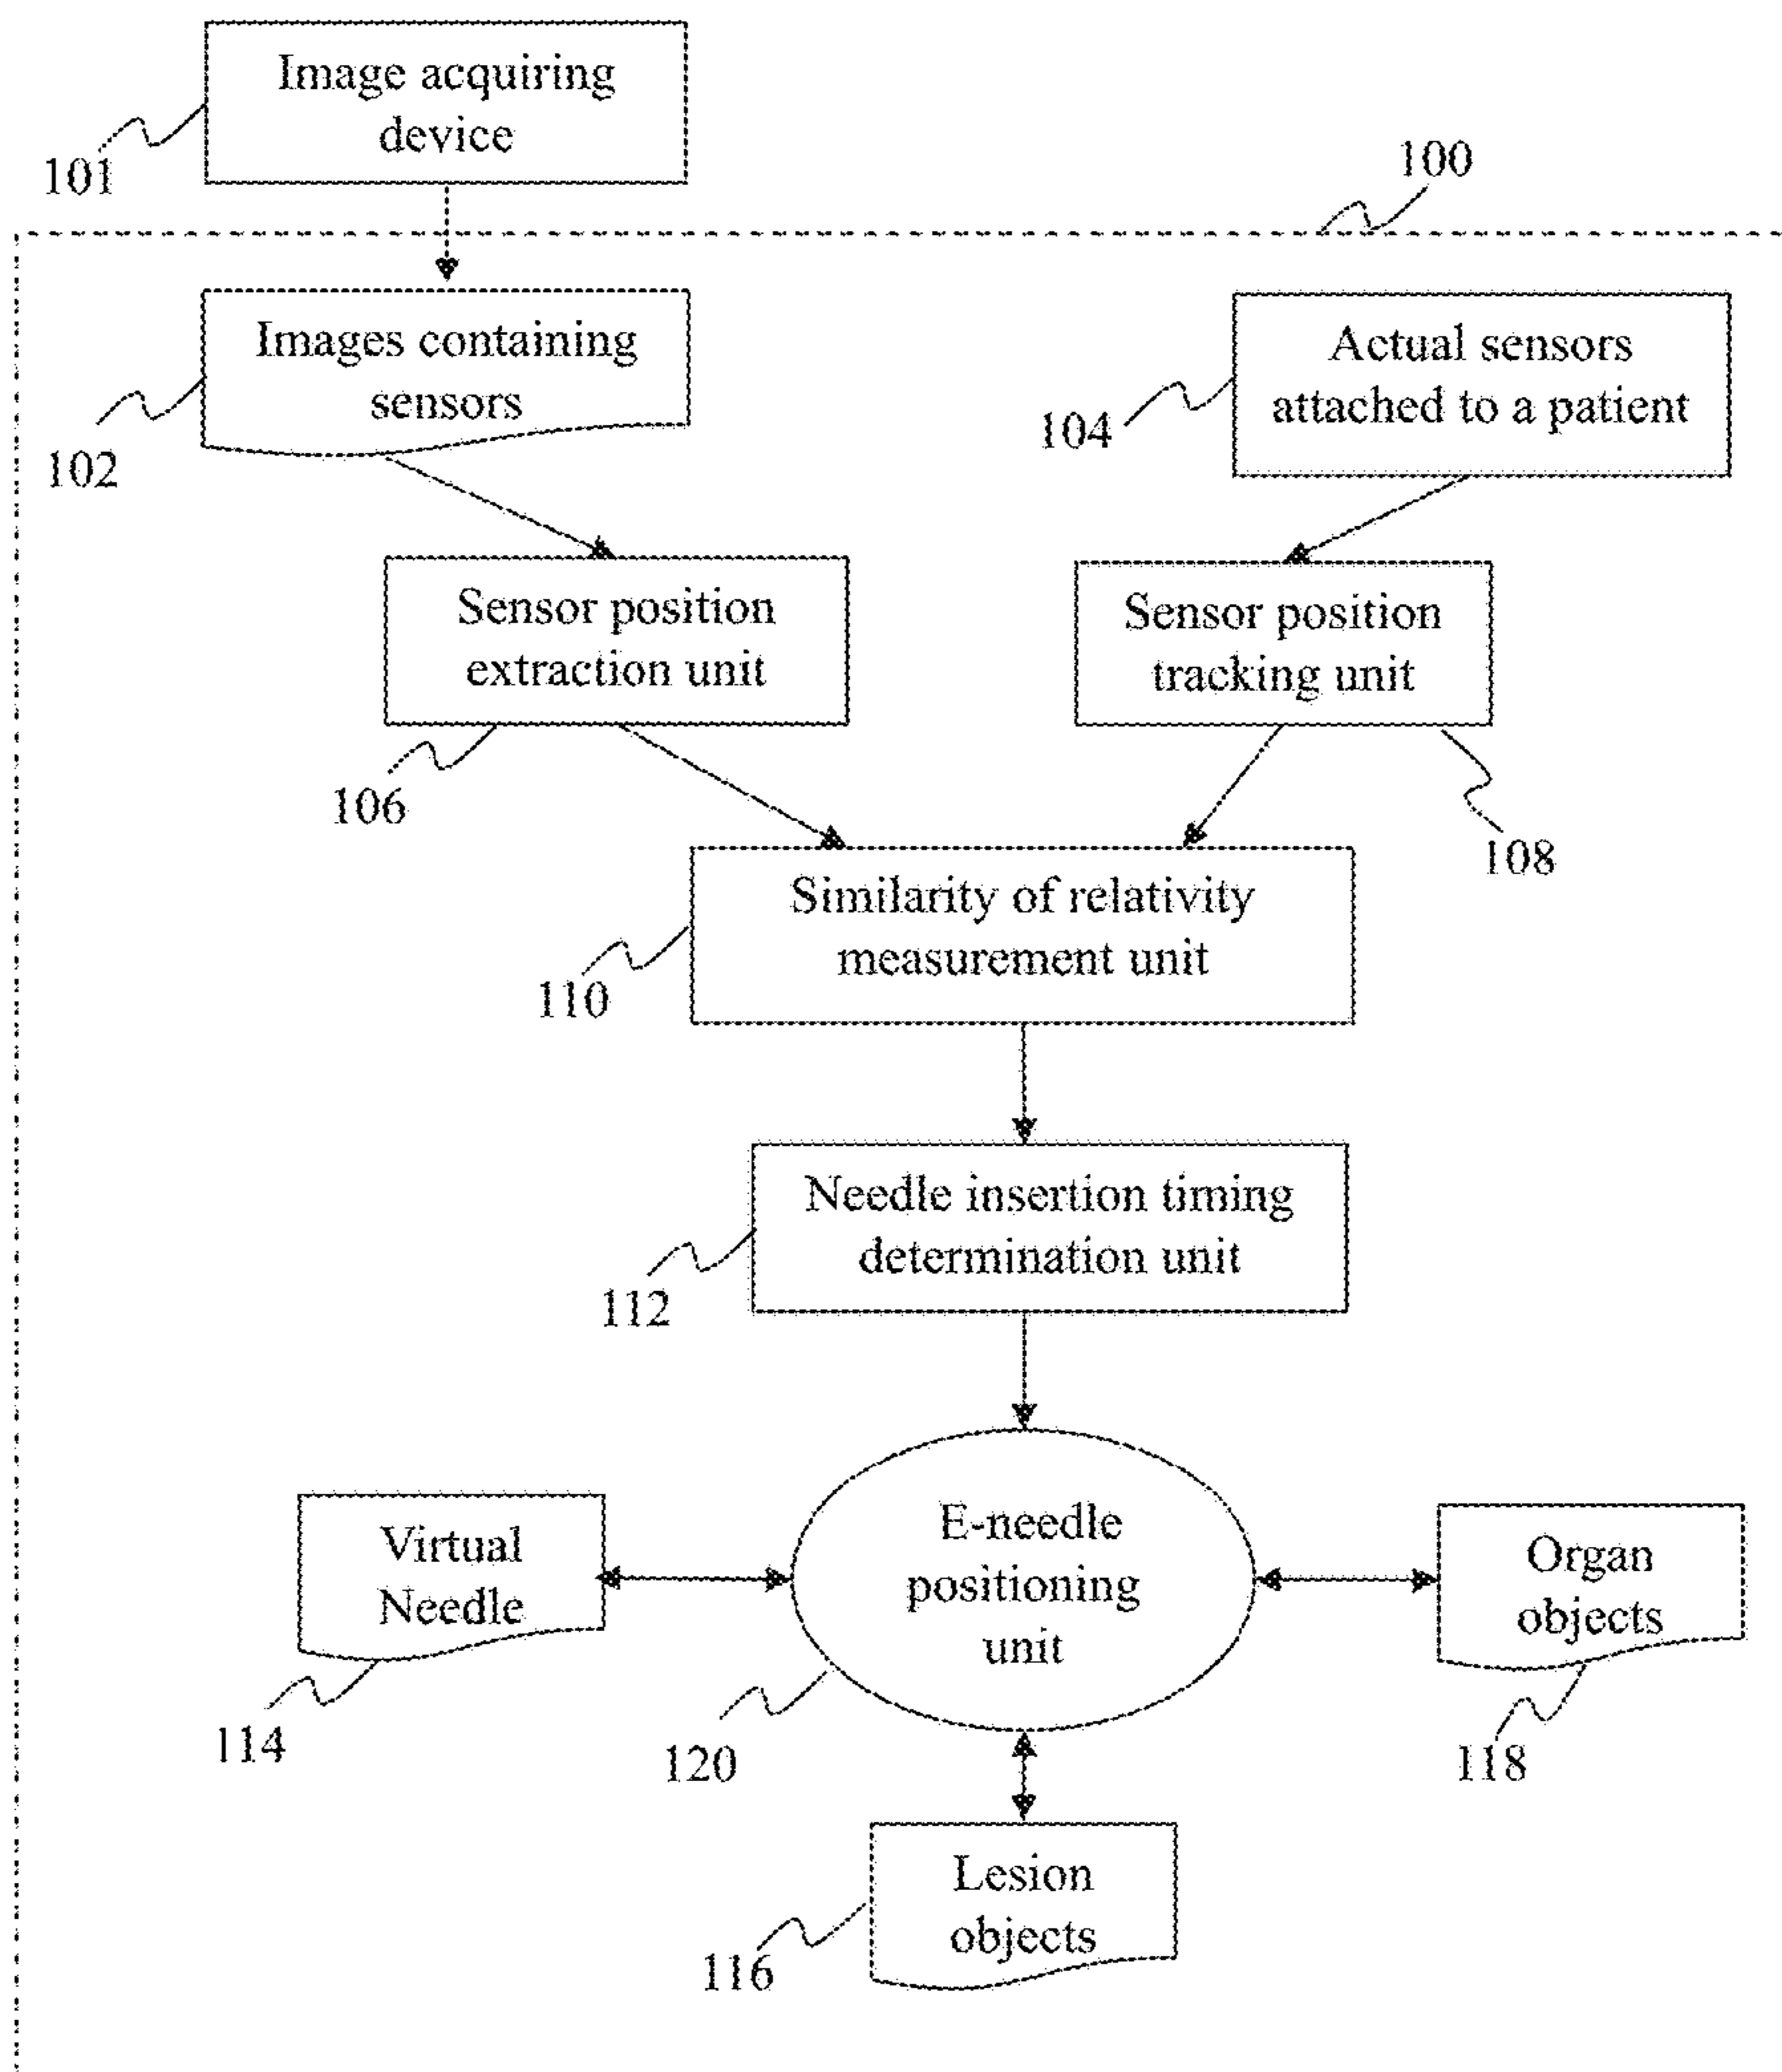 Image acquiring
device
101
100
Images containing
sensors
102
Actual sensors
attached to a patient
104
Sensor position
extraction unit
106
Sensor position
tracking unit
108
Similarity of relativity
measurement unit
110
Needle insertion timing
determination unit
112
E-needle
positioning
unit
120
Virtual
Needle
114
Organ
objects
118
Lesion
objects
116